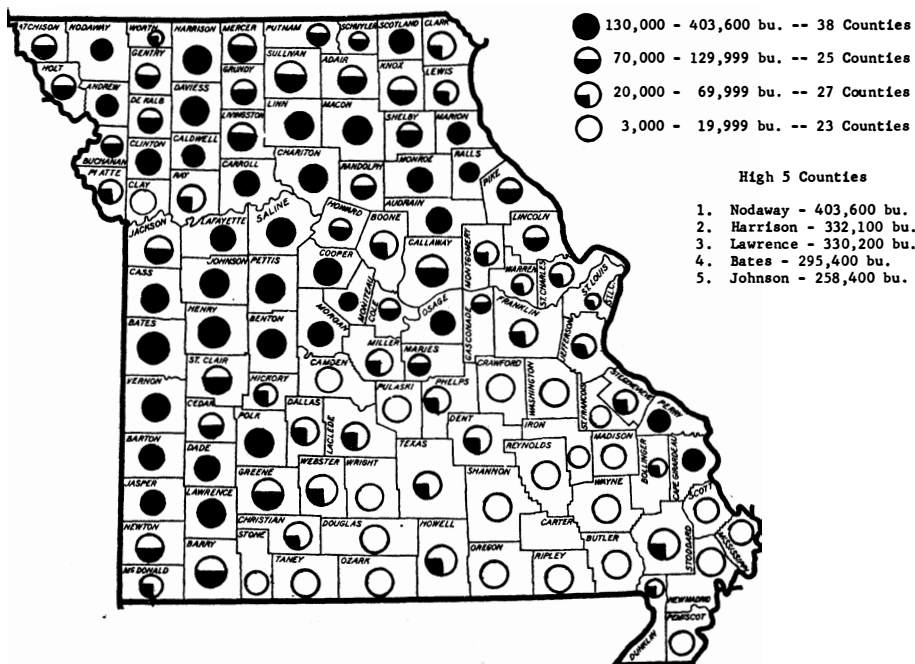 130,000 - 403,600 bu. -- 38 Counties
70,000 - 129,999 bu. -- 25 Counties
20,000 - 69,999 bu. -- 27 Counties
3,000 - 19,999 bu. -- 23 Counties
High 5 Counties
1. Nodaway - 403,600 bu.
2. Harrison - 332,100 bu.
3. Lawrence - 330,200 bu.
4. Bates - 295,400 bu.
5. Johnson - 258,400 bu.
ATCHISON NODAWAY WORTH HARRISON MERCER PUTNAM SCHUYLER SCOTLAND CLARK
HOLT GENTRY SULLIVAN ADAIR KNOX LEWIS
ANDREW DE KALB DAVIESS GRUNDY LINN MACON
LIVINGSTON SHELBY MARION
BUCHANAN CLINTON CALDWELL CHARITON RANDOLPH MONROE RALLS
PLATTE CLAY RAY CARROLL PIKE
AUDRAIN
JACKSON LAFAYETTE SALINE HOWARD BOONE LINCOLN
CALLAWAY MONTGOMERY
CASS JOHNSON PETTIS COOPER WARREN ST.CHARLES ST.LOUIS
MONITEAU COLE OSAGE GASCONADE FRANKLIN
BATES HENRY BENTON MORGAN JEFFERSON
MILLER MARIES
ST. CLAIR CAMDEN CRAWFORD WASHINGTON
VERNON HICKORY PULASKI PHELPS STE.GENEVIEVE
CEDAR DALLAS ST.FRANCOIS PERRY
POLK LACLEDE DENT IRON
BARTON DADE TEXAS REYNOLDS MADISON BOLLINGER CAPE GIRARDEAU
GREENE WEBSTER WRIGHT SHANNON
JASPER LAWRENCE WAYNE SCOTT
CHRISTIAN DOUGLAS HOWELL CARTER
NEWTON STONE BUTLER STODDARD MISSISSIPPI
BARRY TANEY OZARK OREGON RIPLEY
McDONALD
NEW MADRID
PEMISCOT
DUNKLIN